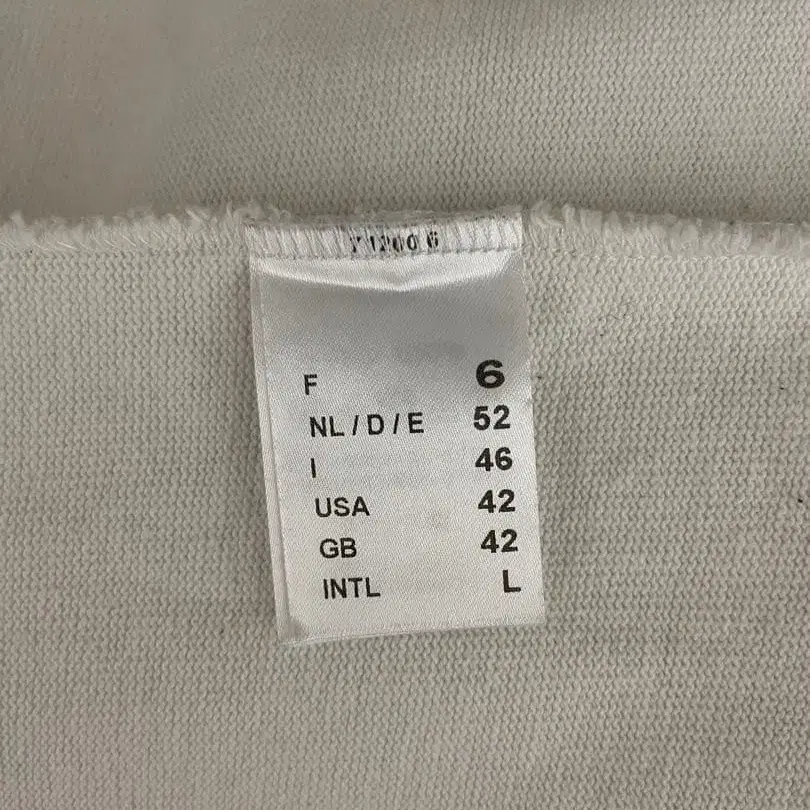 F 6
NL / D / E 52
I 46
USA 42
GB 42
INTL L